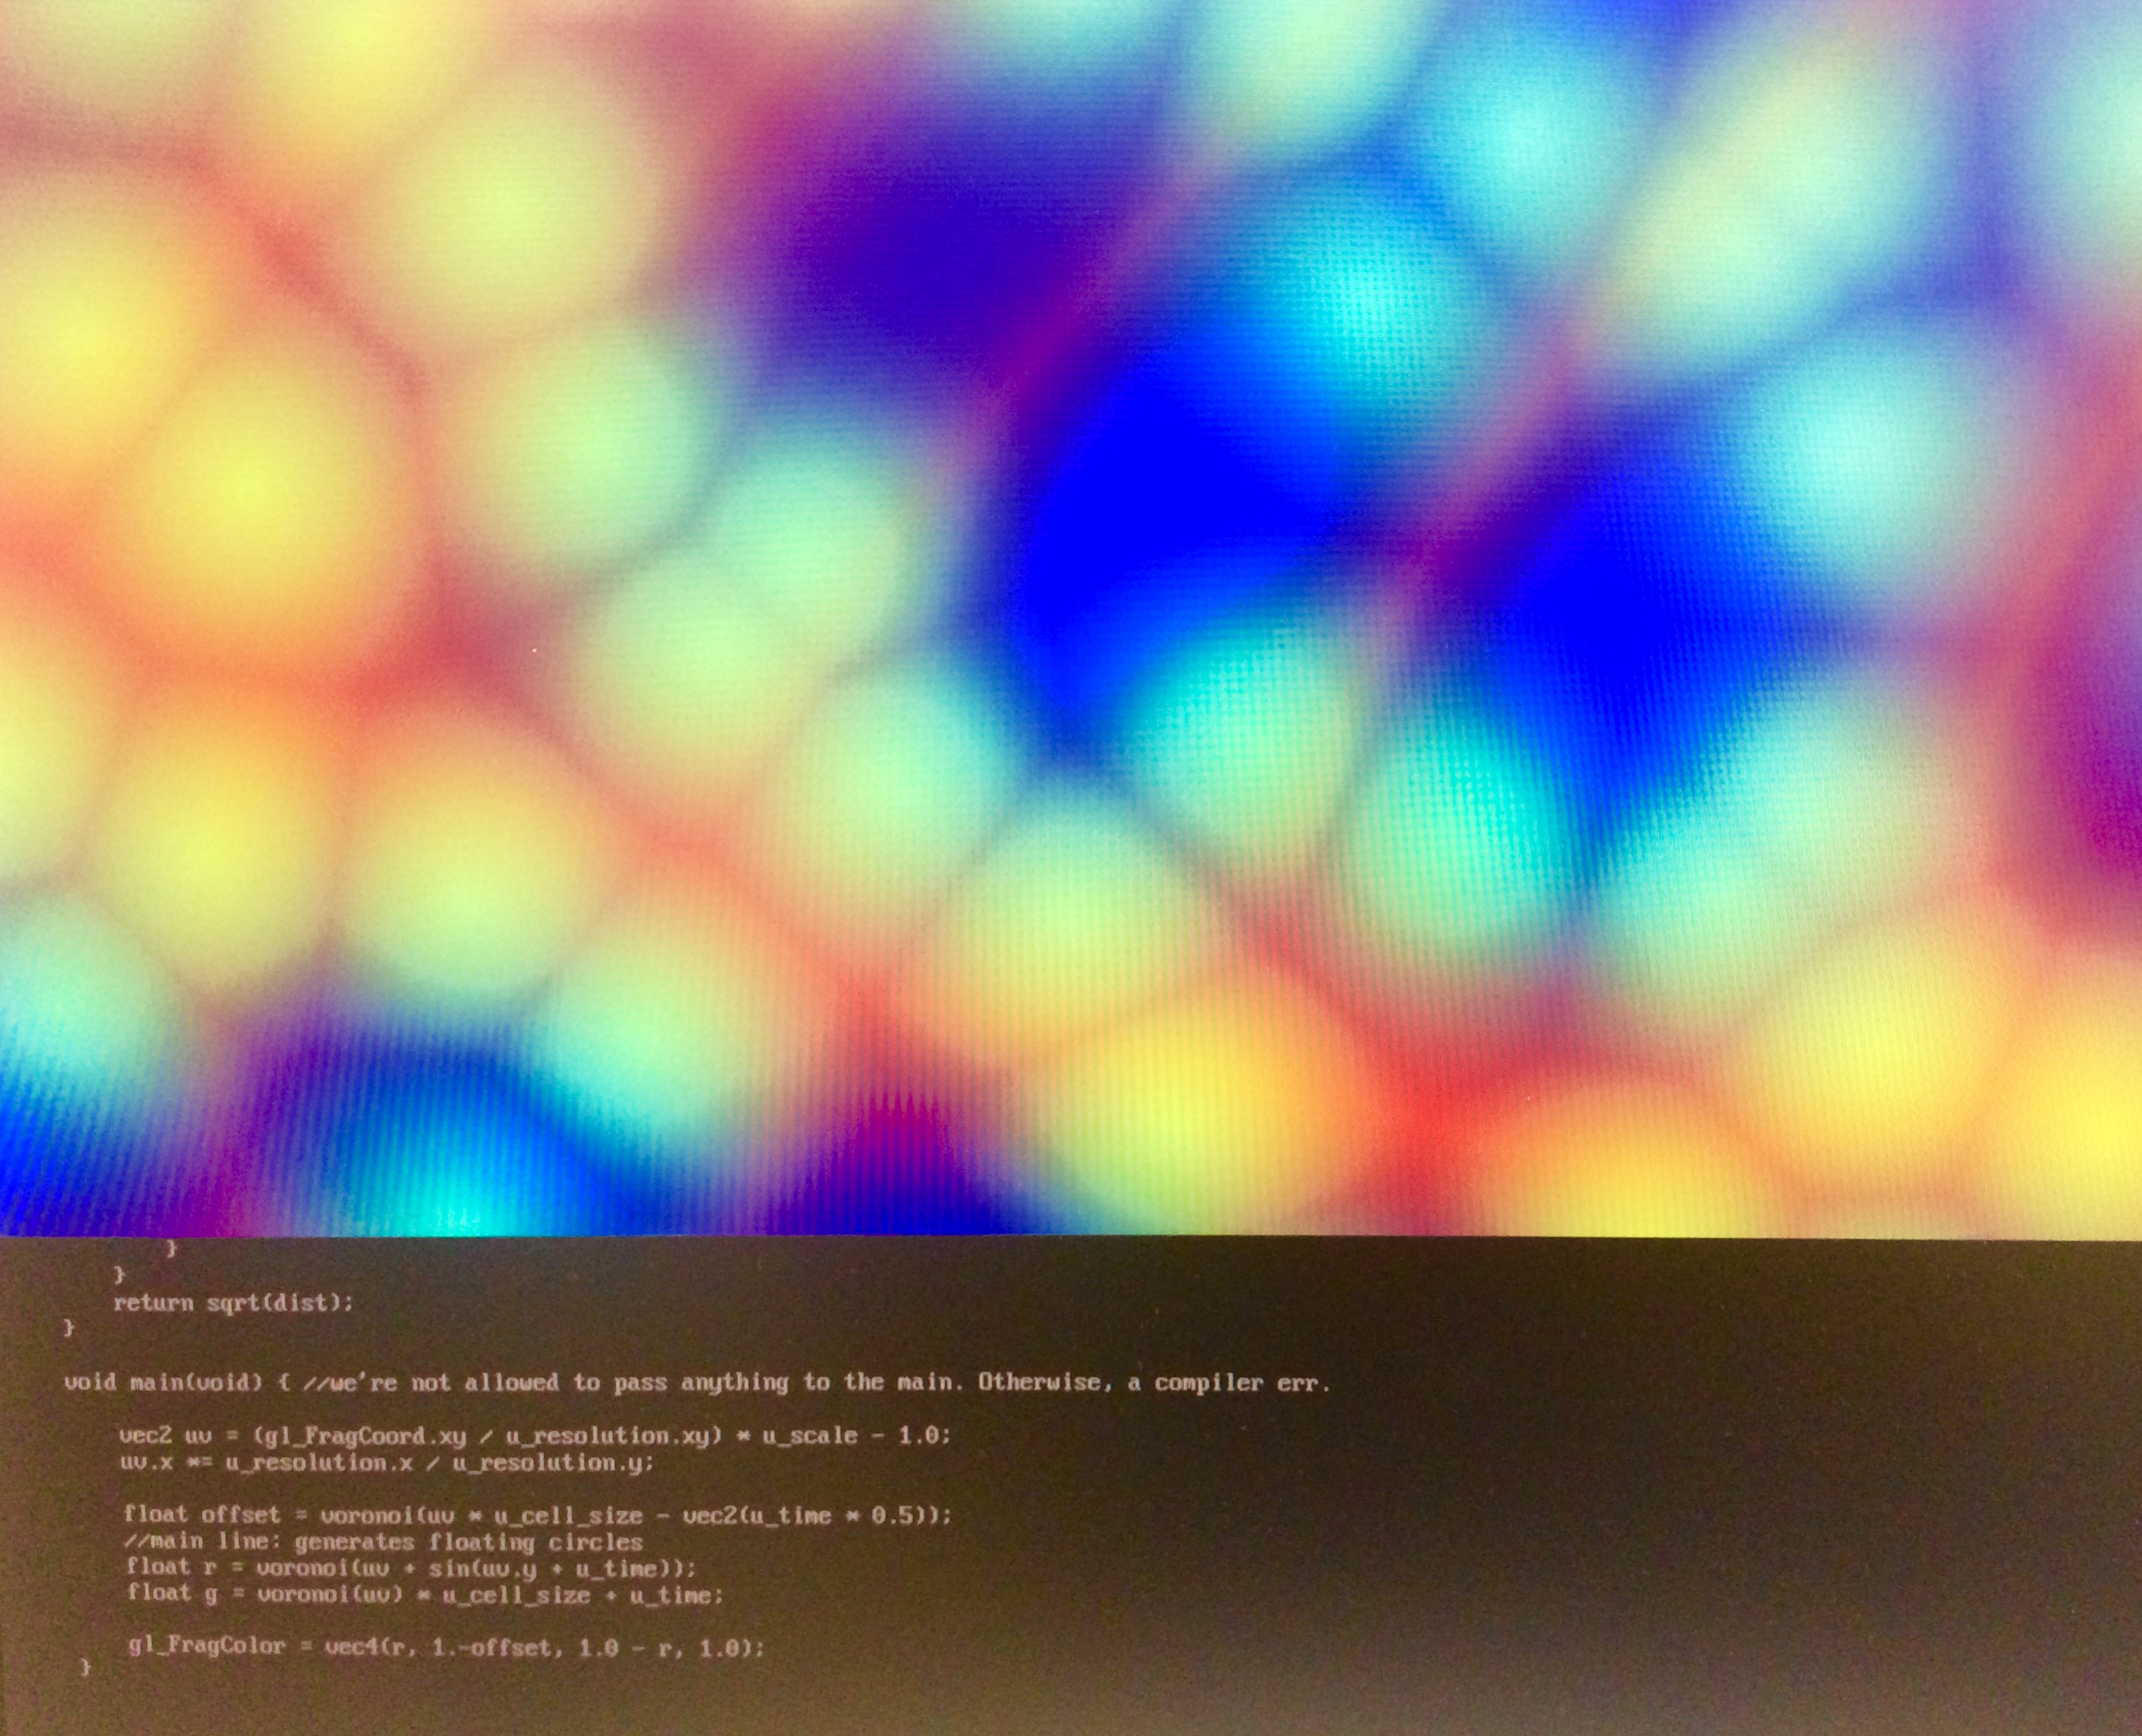 }
}
return sqrt(dist);
}
void main(void) { //we're not allowed to pass anything to the main. Otherwise, a compiler err.
vec2 uv = (gl_FragCoord.xy / u_resolution.xy) * u_scale - 1.0;
uv.x *= u_resolution.x / u_resolution.y;
float offset = voronoi(uv * u_cell_size - vec2(u_time * 0.5));
//main line: generates floating circles
float r = voronoi(uv + sin(uv.y + u_time));
float g = voronoi(uv) * u_cell_size + u_time;
gl_FragColor = vec4(r, 1.-offset, 1.0 - r, 1.0);
}